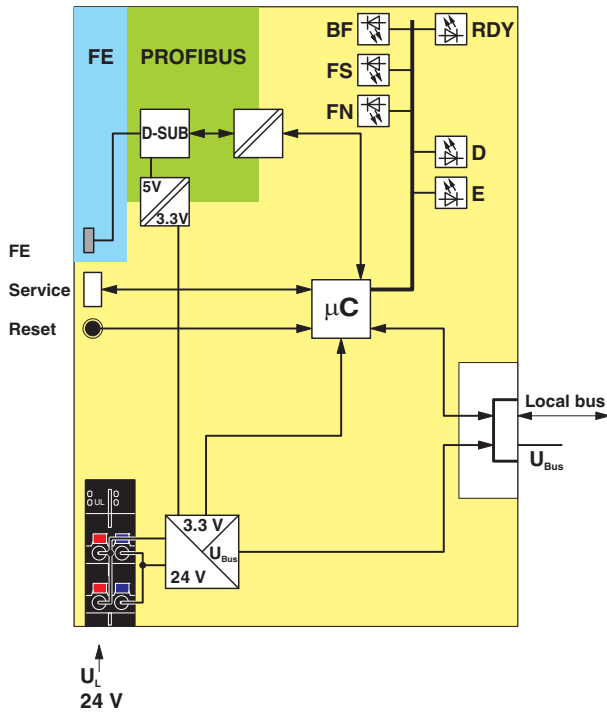 BF
RDY
FE
PROFIBUS
FS
FN
D-SUB
D
5V
3.3V
E
FE
Service
μC
Reset
Local bus
UBus
UL
3.3 V
UBus
24 V
UL
24 V